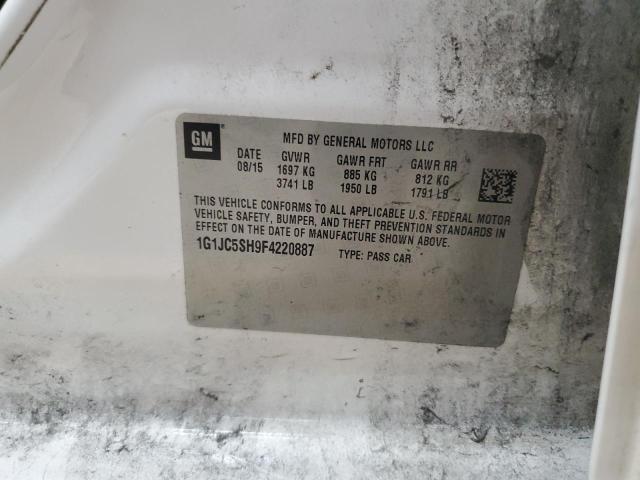 GM
MFD BY GENERAL MOTORS LLC
DATE GVWR GAWR FRT GAWR RR
08/15 1697 KG 885 KG 812 KG
3741 LB 1950 LB 1791 LB
THIS VEHICLE CONFORMS TO ALL APPLICABLE U.S. FEDERAL MOTOR
VEHICLE SAFETY, BUMPER, AND THEFT PREVENTION STANDARDS IN
EFFECT ON THE DATE OF MANUFACTURE SHOWN ABOVE.
1G1JC5SH9F4220887 TYPE: PASS CAR